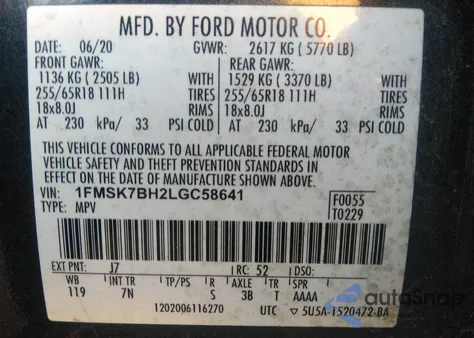 MFD. BY FORD MOTOR CO.
DATE: 06/20 GVWR: 2617 KG ( 5770 LB)
FRONT GAWR: REAR GAWR:
1136 KG ( 2505 LB) WITH 1529 KG ( 3370 LB) WITH
255/65R18 111H TIRES 255/65R18 111H TIRES
18x8.0J RIMS 18x8.0J RIMS
AT 230 kPa/ 33 PSI COLD AT 230 kPa/ 33 PSI COLD
THIS VEHICLE CONFORMS TO ALL APPLICABLE FEDERAL MOTOR
VEHICLE SAFETY AND THEFT PREVENTION STANDARDS IN
EFFECT ON THE DATE OF MANUFACTURE SHOWN ABOVE.
VIN: 1FMSK7BH2LGC58641
TYPE: MPV
F0055
T0229
EXT PNT: J7 RC: 52 DSO:
WB INT TR TP/PS R AXLE TR SPR
119 7N S 3B T AAAA
1202006116270 UTC 5U5A-1520472-BA
autoSnap